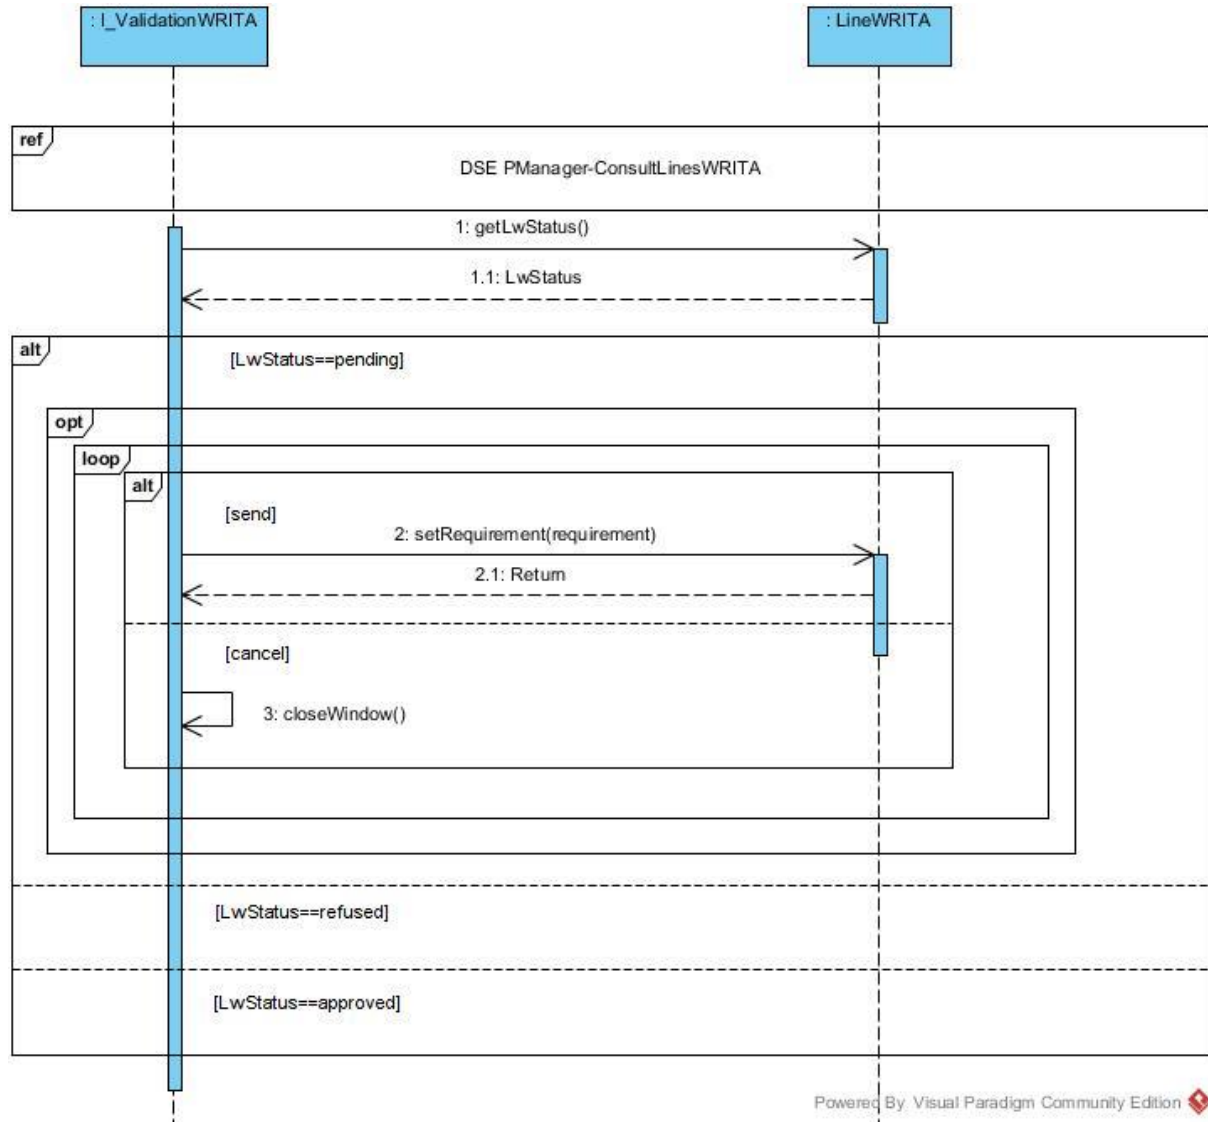 : I_ValidationWRITA
: LineWRITA
ref
DSE PManager-ConsultLinesWRITA
1: getLwStatus()
1.1: LwStatus
alt
[LwStatus==pending]
opt
loop
alt
[send]
2: setRequirement(requirement)
2.1: Return
[cancel]
3: closeWindow()
[LwStatus==refused]
[LwStatus==approved]
Powered By Visual Paradigm Community Edition